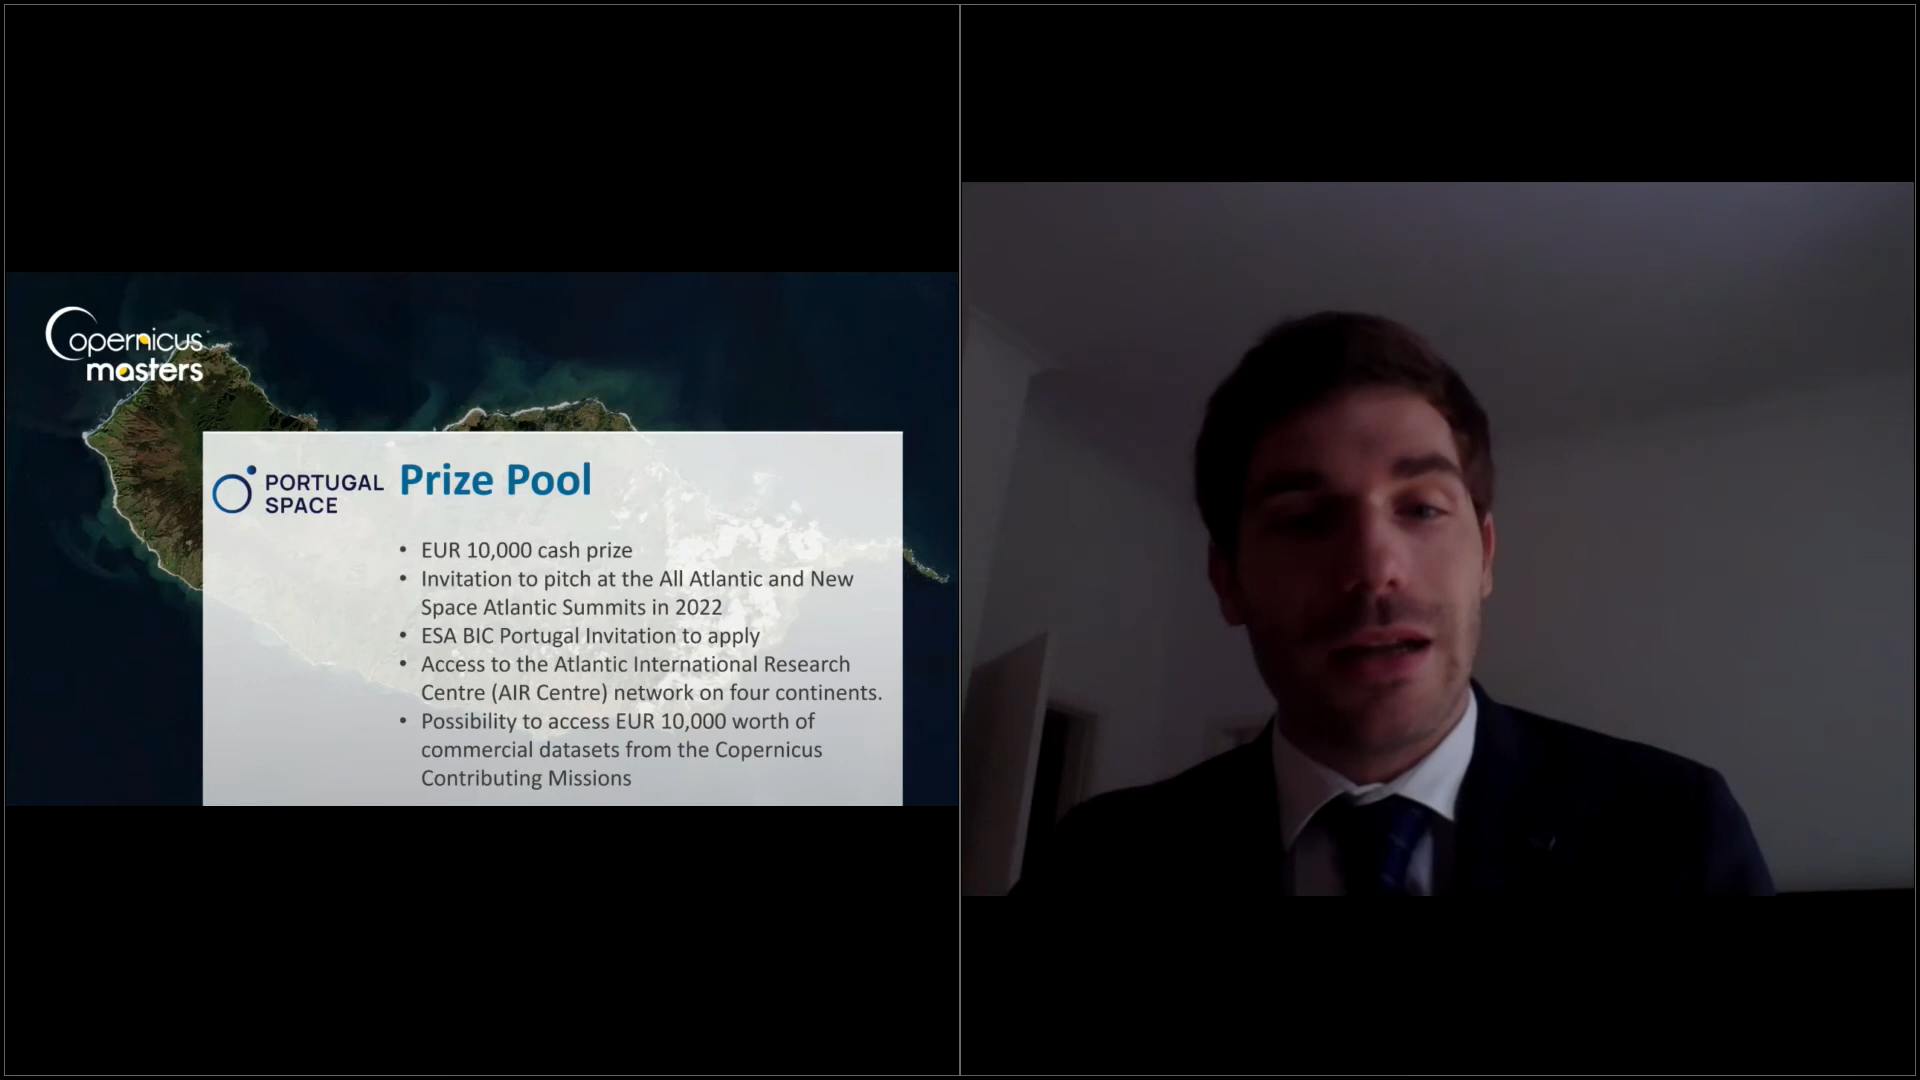 Copernicus
masters
PORTUGAL
SPACE
Prize Pool
• EUR 10,000 cash prize
• Invitation to pitch at the All Atlantic and New
Space Atlantic Summits in 2022
• ESA BIC Portugal Invitation to apply
• Access to the Atlantic International Research
Centre (AIR Centre) network on four continents.
• Possibility to access EUR 10,000 worth of
commercial datasets from the Copernicus
Contributing Missions